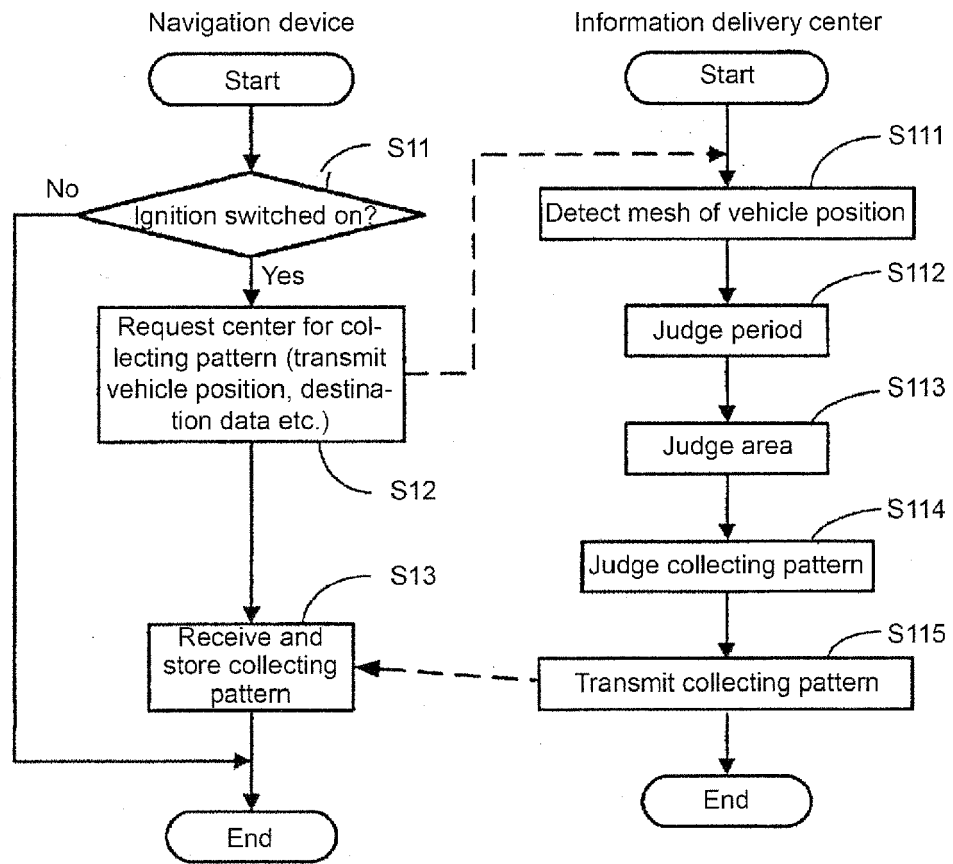 Navigation device
Start
S11
No
Ignition switched on?
Yes
Request center for col-
lecting pattern (transmit
vehicle position, destina-
tion data etc.)
S12
S13
Receive and
store collecting
pattern
End
Information delivery center
Start
S111
Detect mesh of vehicle position
S112
Judge period
S113
Judge area
S114
Judge collecting pattern
S115
Transmit collecting pattern
End